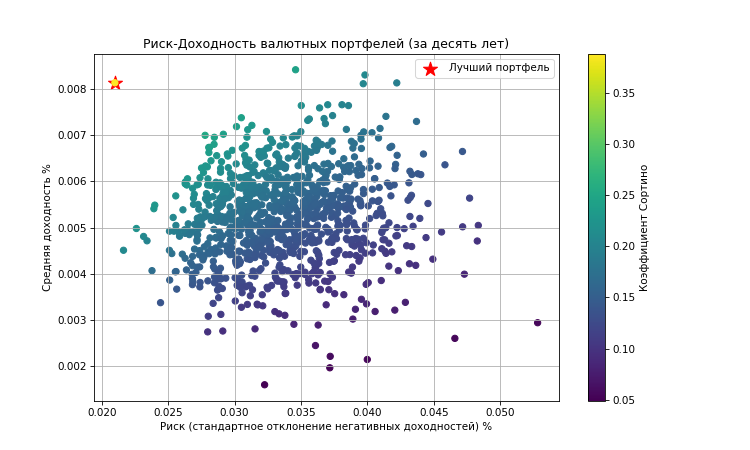 Риск-Доходность валютных портфелей (за десять лет)
Лучший портфель
Средняя доходность %
0.008
0.007
0.006
0.005
0.004
0.003
0.002
0.020 0.025 0.030 0.035 0.040 0.045 0.050
Риск (стандартное отклонение негативных доходностей) %
0.35
0.30
0.25
0.20
0.15
0.10
0.05
Коэффициент Сортино